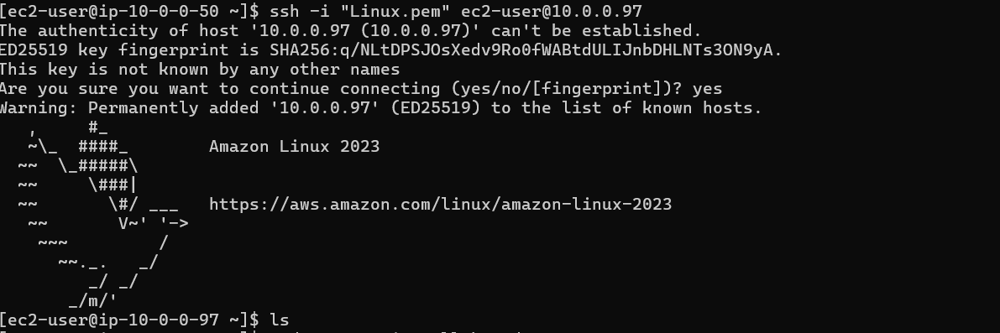 [ec2-user@ip-10-0-0-50 ~]$ ssh -i "Linux.pem" ec2-user@10.0.0.97
The authenticity of host '10.0.0.97 (10.0.0.97)' can't be established.
ED25519 key fingerprint is SHA256:q/NLtDPSJOsXedv9Ro0fWABtdULIJnbDHLNTs3ON9yA.
This key is not known by any other names
Are you sure you want to continue connecting (yes/no/[fingerprint])? yes
Warning: Permanently added '10.0.0.97' (ED25519) to the list of known hosts.
   ,     #_
   ~\_  ####_        Amazon Linux 2023
  ~~  \_#####\
  ~~     \###|
  ~~       \#/ ___   https://aws.amazon.com/linux/amazon-linux-2023
   ~~       V~' '->
    ~~~         /
      ~~._.   _/
         _/ _/
       _/m/'
[ec2-user@ip-10-0-0-97 ~]$ ls